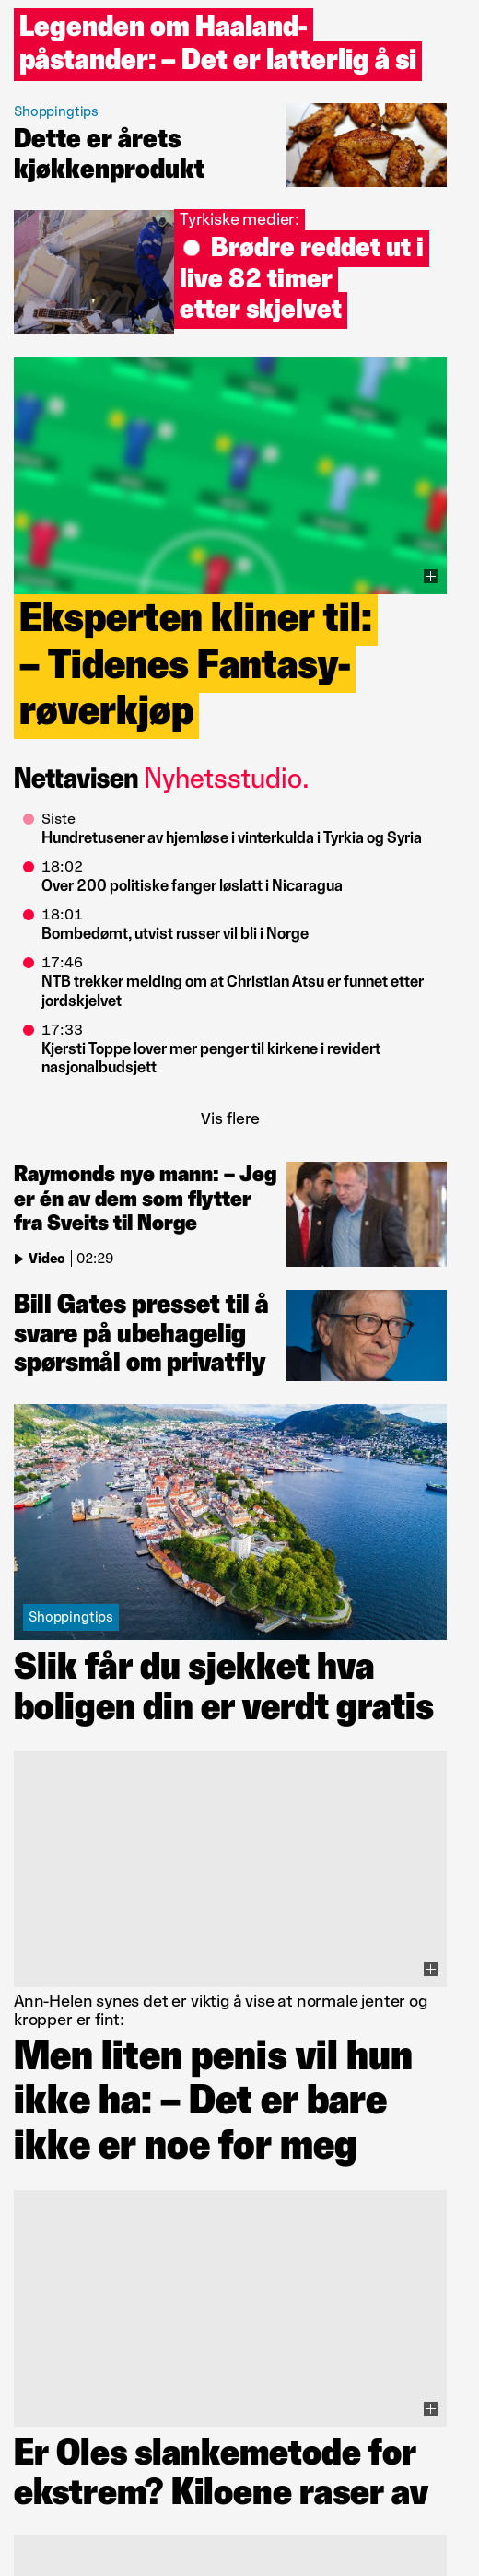 Legenden om Haaland-
påstander: – Det er latterlig å si
Shoppingtips
Dette er årets
kjøkkenprodukt
Tyrkiske medier:
Brødre reddet ut i
live 82 timer
etter skjelvet
Eksperten kliner til:
– Tidenes Fantasy-
røverkjøp
Nettavisen Nyhetsstudio.
Siste
Hundretusener av hjemløse i vinterkulda i Tyrkia og Syria
18:02
Over 200 politiske fanger løslatt i Nicaragua
18:01
Bombedømt, utvist russer vil bli i Norge
17:46
NTB trekker melding om at Christian Atsu er funnet etter
jordskjelvet
17:33
Kjersti Toppe lover mer penger til kirkene i revidert
nasjonalbudsjett
Vis flere
Raymonds nye mann: – Jeg
er én av dem som flytter
fra Sveits til Norge
Video 02:29
Bill Gates presset til å
svare på ubehagelig
spørsmål om privatfly
Shoppingtips
Slik får du sjekket hva
boligen din er verdt gratis
Ann-Helen synes det er viktig å vise at normale jenter og
kropper er fint:
Men liten penis vil hun
ikke ha: – Det er bare
ikke er noe for meg
Er Oles slankemetode for
ekstrem? Kiloene raser av